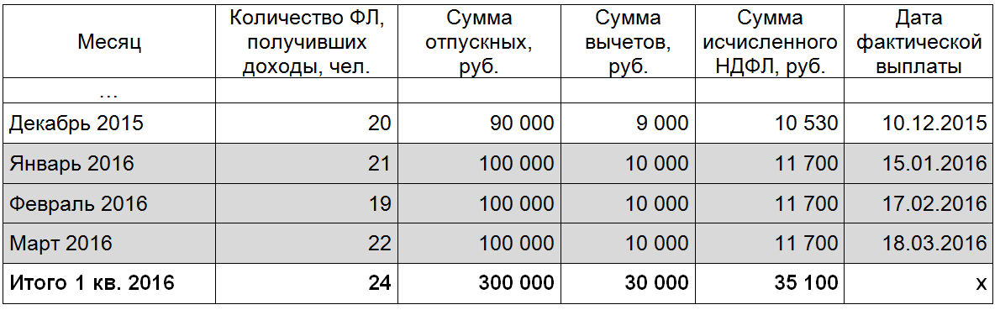 Месяц Количество ФЛ, получивших доходы, чел. Сумма отпускных, руб. Сумма вычетов, руб. Сумма исчисленного НДФЛ, руб. Дата фактической выплаты
...
Декабрь 2015 20 90 000 9 000 10 530 10.12.2015
Январь 2016 21 100 000 10 000 11 700 15.01.2016
Февраль 2016 19 100 000 10 000 11 700 17.02.2016
Март 2016 22 100 000 10 000 11 700 18.03.2016
Итого 1 кв. 2016 24 300 000 30 000 35 100 х